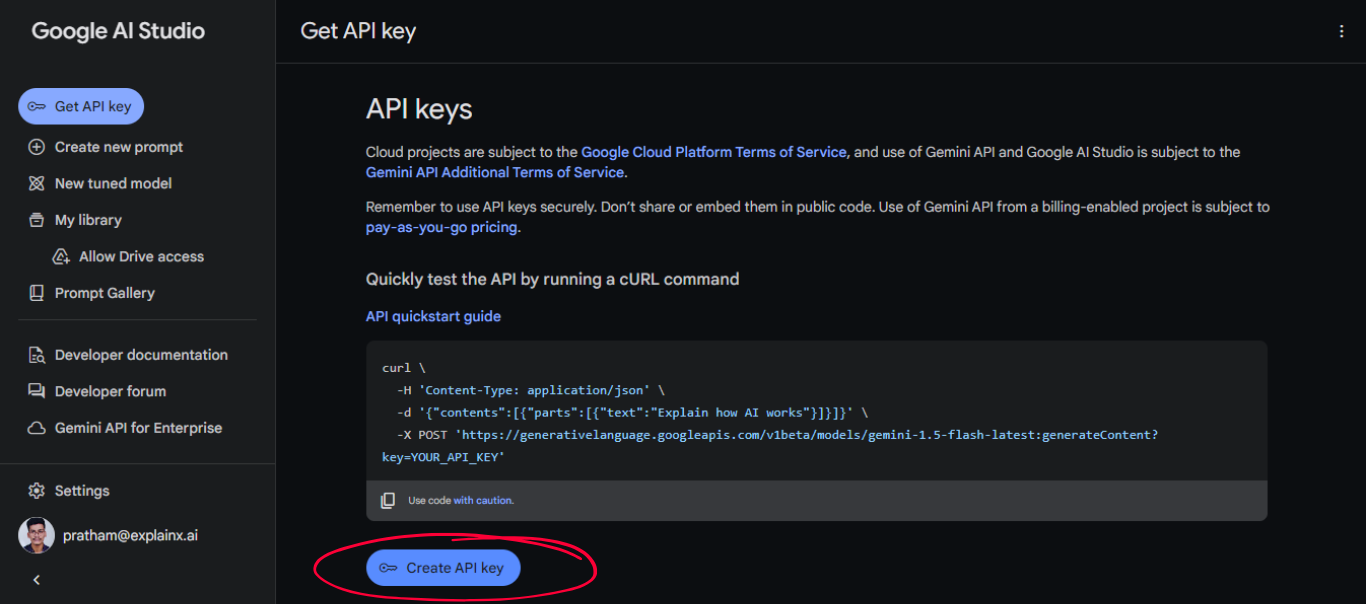 Google AI Studio
Get API key
Create new prompt
New tuned model
My library
Allow Drive access
Prompt Gallery
Developer documentation
Developer forum
Gemini API for Enterprise
Settings
pratham@explainx.ai
Get API key
API keys
Cloud projects are subject to the Google Cloud Platform Terms of Service, and use of Gemini API and Google AI Studio is subject to the
Gemini API Additional Terms of Service.
Remember to use API keys securely. Don’t share or embed them in public code. Use of Gemini API from a billing-enabled project is subject to
pay-as-you-go pricing.
Quickly test the API by running a cURL command
API quickstart guide
curl \
-H 'Content-Type: application/json' \
-d '{"contents":[{"parts":[{"text":"Explain how AI works"}]}]}' \
-X POST 'https://generativelanguage.googleapis.com/v1beta/models/gemini-1.5-flash-latest:generateContent?
key=YOUR_API_KEY'
Use code with caution.
Create API key